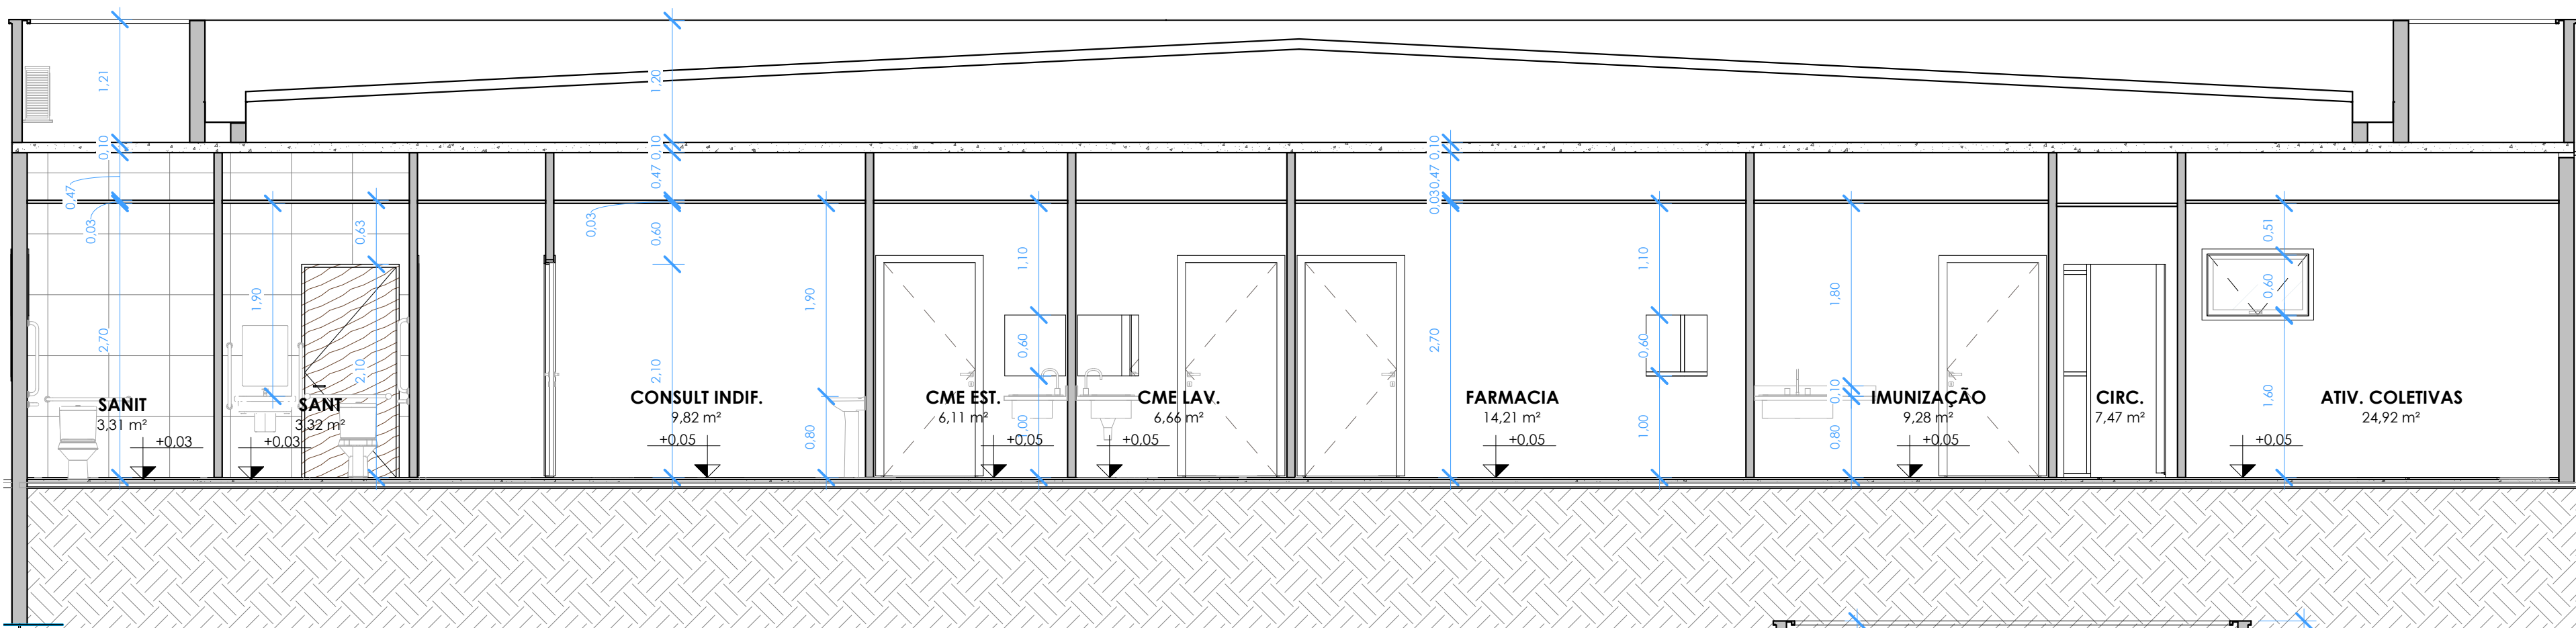 1,21
1,20
0,10
0,10
0,10
0,47
0,47
0,47
0,03
0,03
0,03
0,63
0,60
1,10
1,10
0,51
1,90
1,90
1,80
0,60
2,70
2,10
2,10
0,60
2,70
0,60
1,60
SANIT
3,31 m²
+0,03
SANT
3,32 m²
+0,03
CONSULT INDIF.
9,82 m²
+0,05
0,80
CME EST.
6,11 m²
+0,05
,00
CME LAV.
6,66 m²
+0,05
FARMACIA
14,21 m²
+0,05
1,00
0,10
0,80
IMUNIZAÇÃO
9,28 m²
+0,05
CIRC.
7,47 m²
ATIV. COLETIVAS
24,92 m²
+0,05